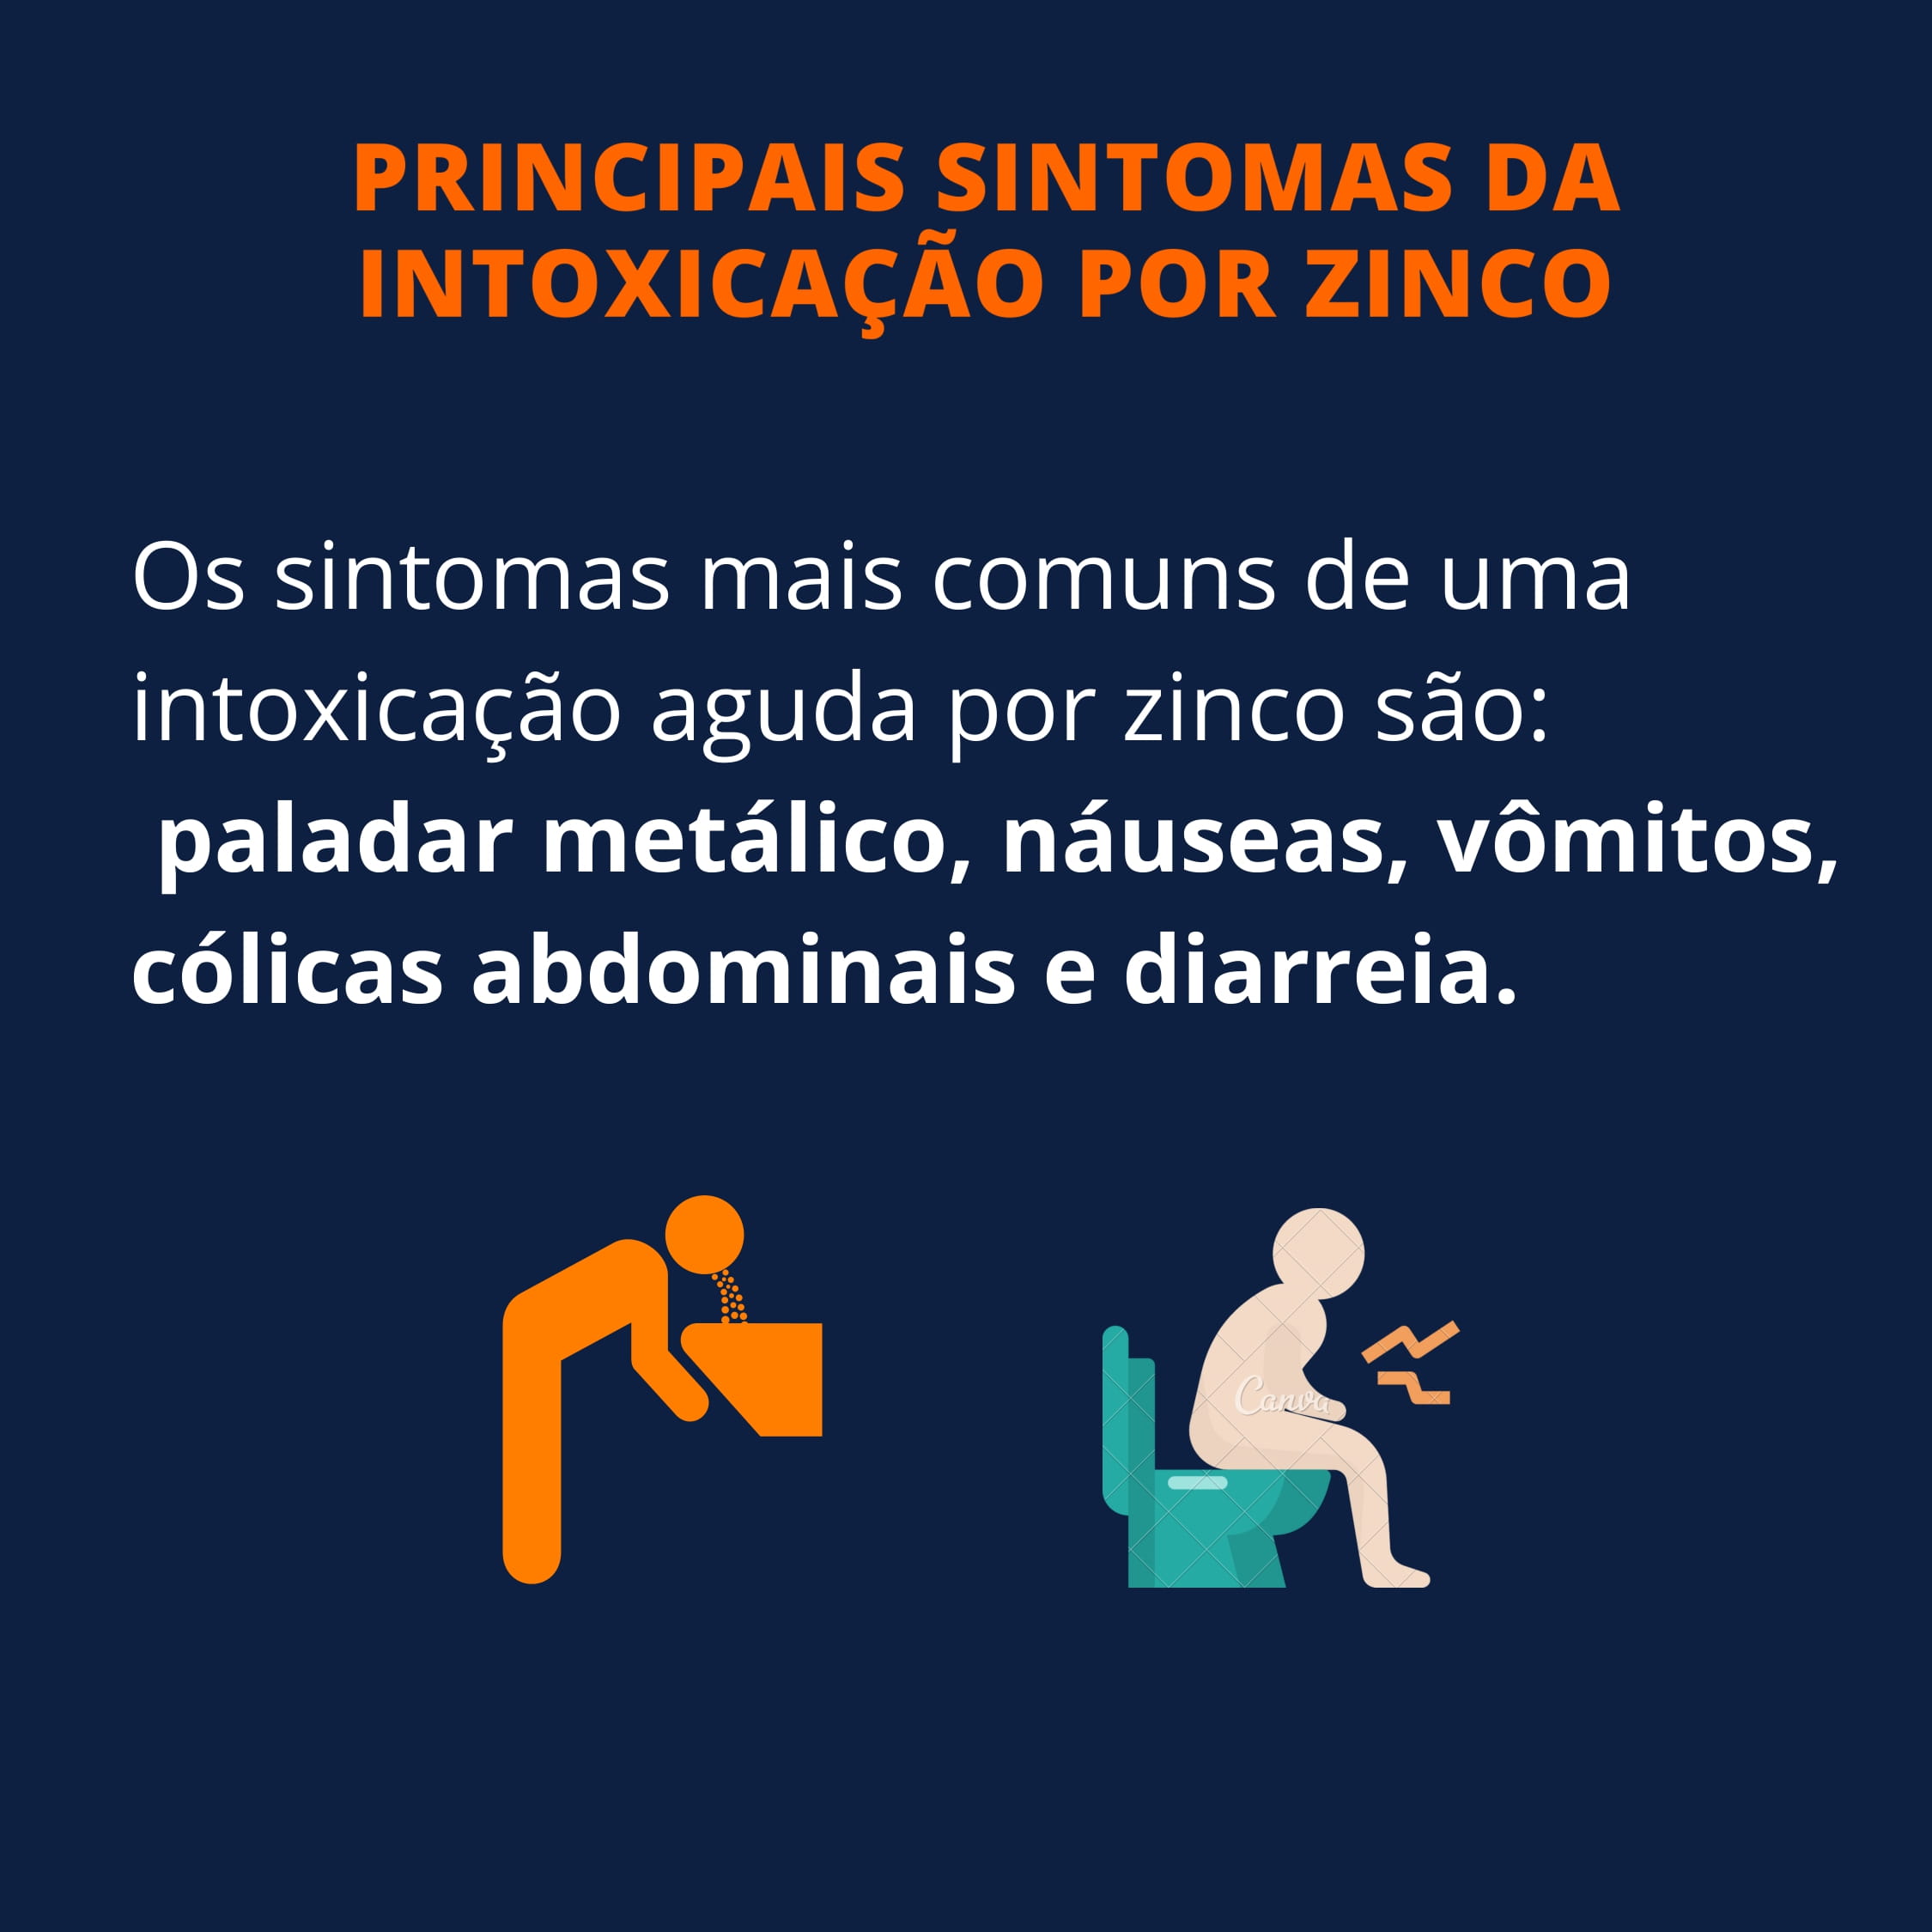 PRINCIPAIS SINTOMAS DA
INTOXICAÇÃO POR ZINCO
Os sintomas mais comuns de uma
intoxicação aguda por zinco são:
paladar metálico, náuseas, vômitos,
cólicas abdominais e diarreia.
Canva